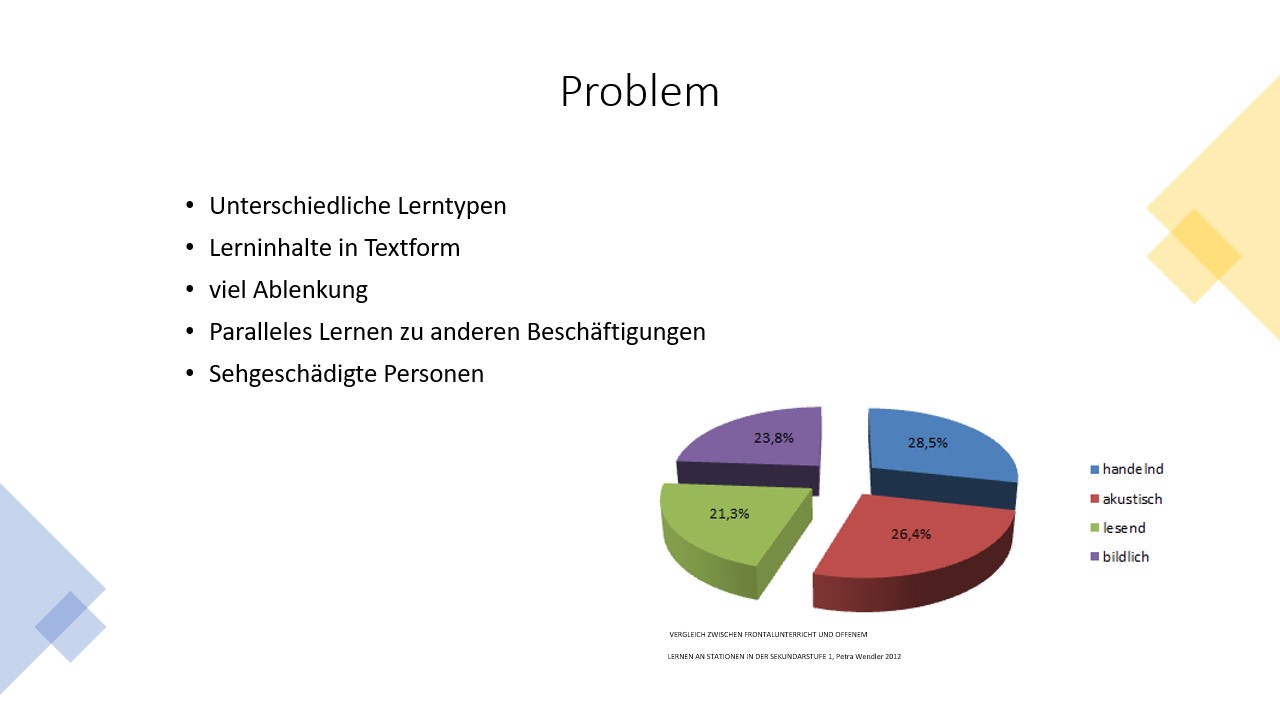 Problem
• Unterschiedliche Lerntypen
• Lerninhalte in Textform
• viel Ablenkung
• Paralleles Lernen zu anderen Beschäftigungen
• Sehgeschädigte Personen
23,8%
28,5%
21,3%
26,4%
handelnd
akustisch
lesend
bildlich
VERGLEICH ZWISCHEN FRONTALUNTERRICHT UND OFFENEM
LERNEN AN STATIONEN IN DER SEKUNDARSTUFE 1, Petra Wendler 2012